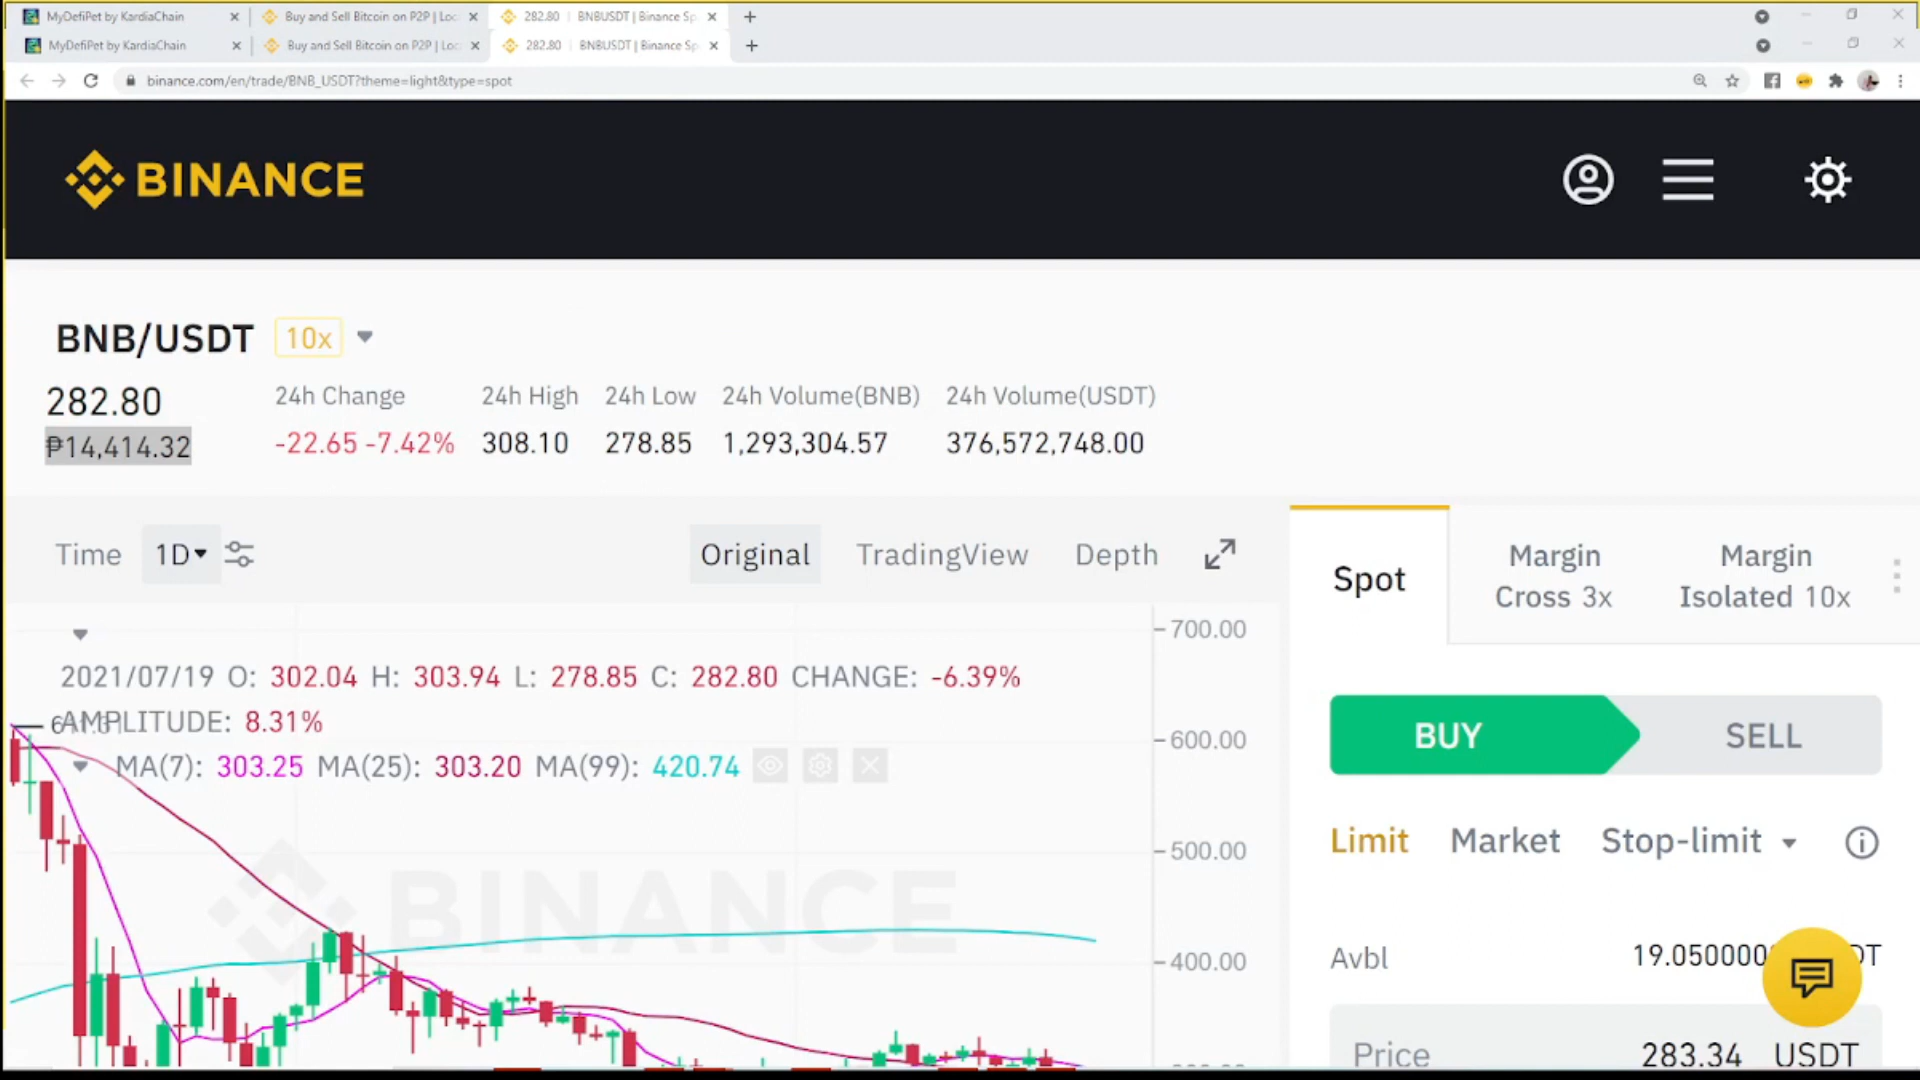 MyDefiPet by KardiaChain
Buy and Sell Bitcoin on P2P | Loc
282.80 | BNBUSDT | Binance Sp
MyDefiPet by KardiaChain
Buy and Sell Bitcoin on P2P | Loc
282.80 | BNBUSDT | Binance Sp
binance.com/en/trade/BNB_USDT?theme=light&type=spot
BINANCE
BNB/USDT 10x
282.80
₱14,414.32
24h Change
-22.65 -7.42%
24h High
308.10
24h Low
278.85
24h Volume(BNB)
1,293,304.57
24h Volume(USDT)
376,572,748.00
Time 1D
Original TradingView Depth
2021/07/19 O: 302.04 H: 303.94 L: 278.85 C: 282.80 CHANGE: -6.39%
AMPLITUDE: 8.31%
MA(7): 303.25 MA(25): 303.20 MA(99): 420.74
700.00
600.00
500.00
400.00
BINANCE
Spot
Margin
Cross 3x
Margin
Isolated 10x
BUY SELL
Limit Market Stop-limit
Avbl 19.050000
Price 283.34 USDT